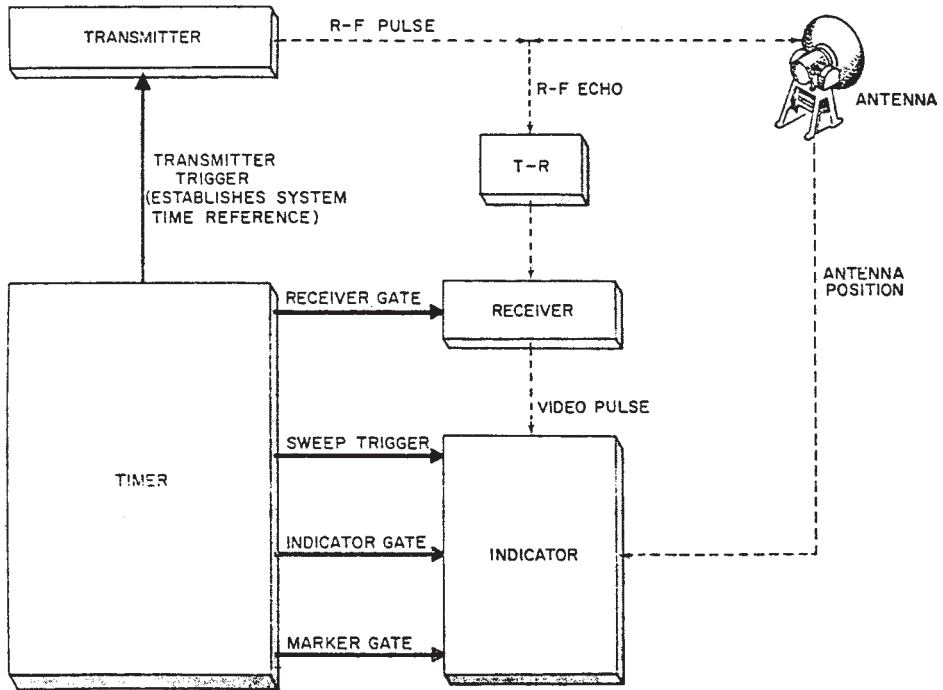 TRANSMITTER
R-F PULSE
R-F ECHO
ANTENNA
T-R
TRANSMITTER
TRIGGER
(ESTABLISHES SYSTEM
TIME REFERENCE)
ANTENNA
POSITION
RECEIVER GATE
RECEIVER
VIDEO PULSE
SWEEP TRIGGER
TIMER
INDICATOR GATE
INDICATOR
MARKER GATE